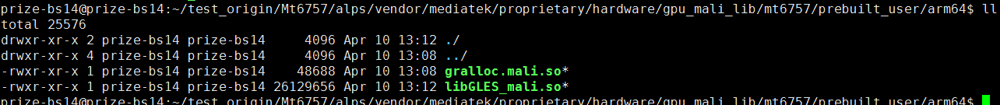 prize-bs14@prize-bs14:~/test_origin/Mt6757/alps/vendor/mediatek/proprietary/hardware/gpu_mali_lib/mt6757/prebuilt_user/arm64$ ll
total 25576
drwxr-xr-x 2 prize-bs14 prize-bs14     4096 Apr 10 13:12 ./
drwxr-xr-x 4 prize-bs14 prize-bs14     4096 Apr 10 13:08 ../
-rwxr-xr-x 1 prize-bs14 prize-bs14    48688 Apr 10 13:08 gralloc.mali.so*
-rwxr-xr-x 1 prize-bs14 prize-bs14 26129656 Apr 10 13:12 libGLES_mali.so*
prize-bs14@prize-bs14:~/test_origin/Mt6757/alps/vendor/mediatek/proprietary/hardware/gpu_mali_lib/mt6757/prebuilt_user/arm64$